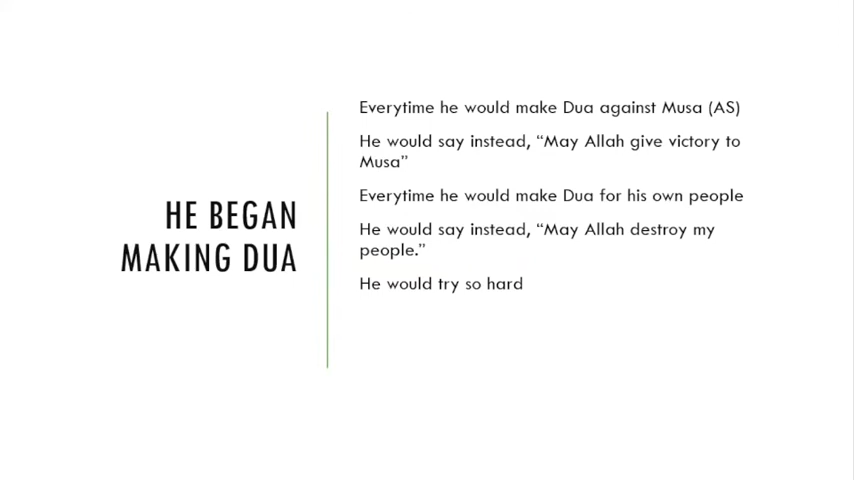 HE BEGAN
MAKING DUA
Everytime he would make Dua against Musa (AS)
He would say instead, “May Allah give victory to
Musa”
Everytime he would make Dua for his own people
He would say instead, “May Allah destroy my
people.”
He would try so hard